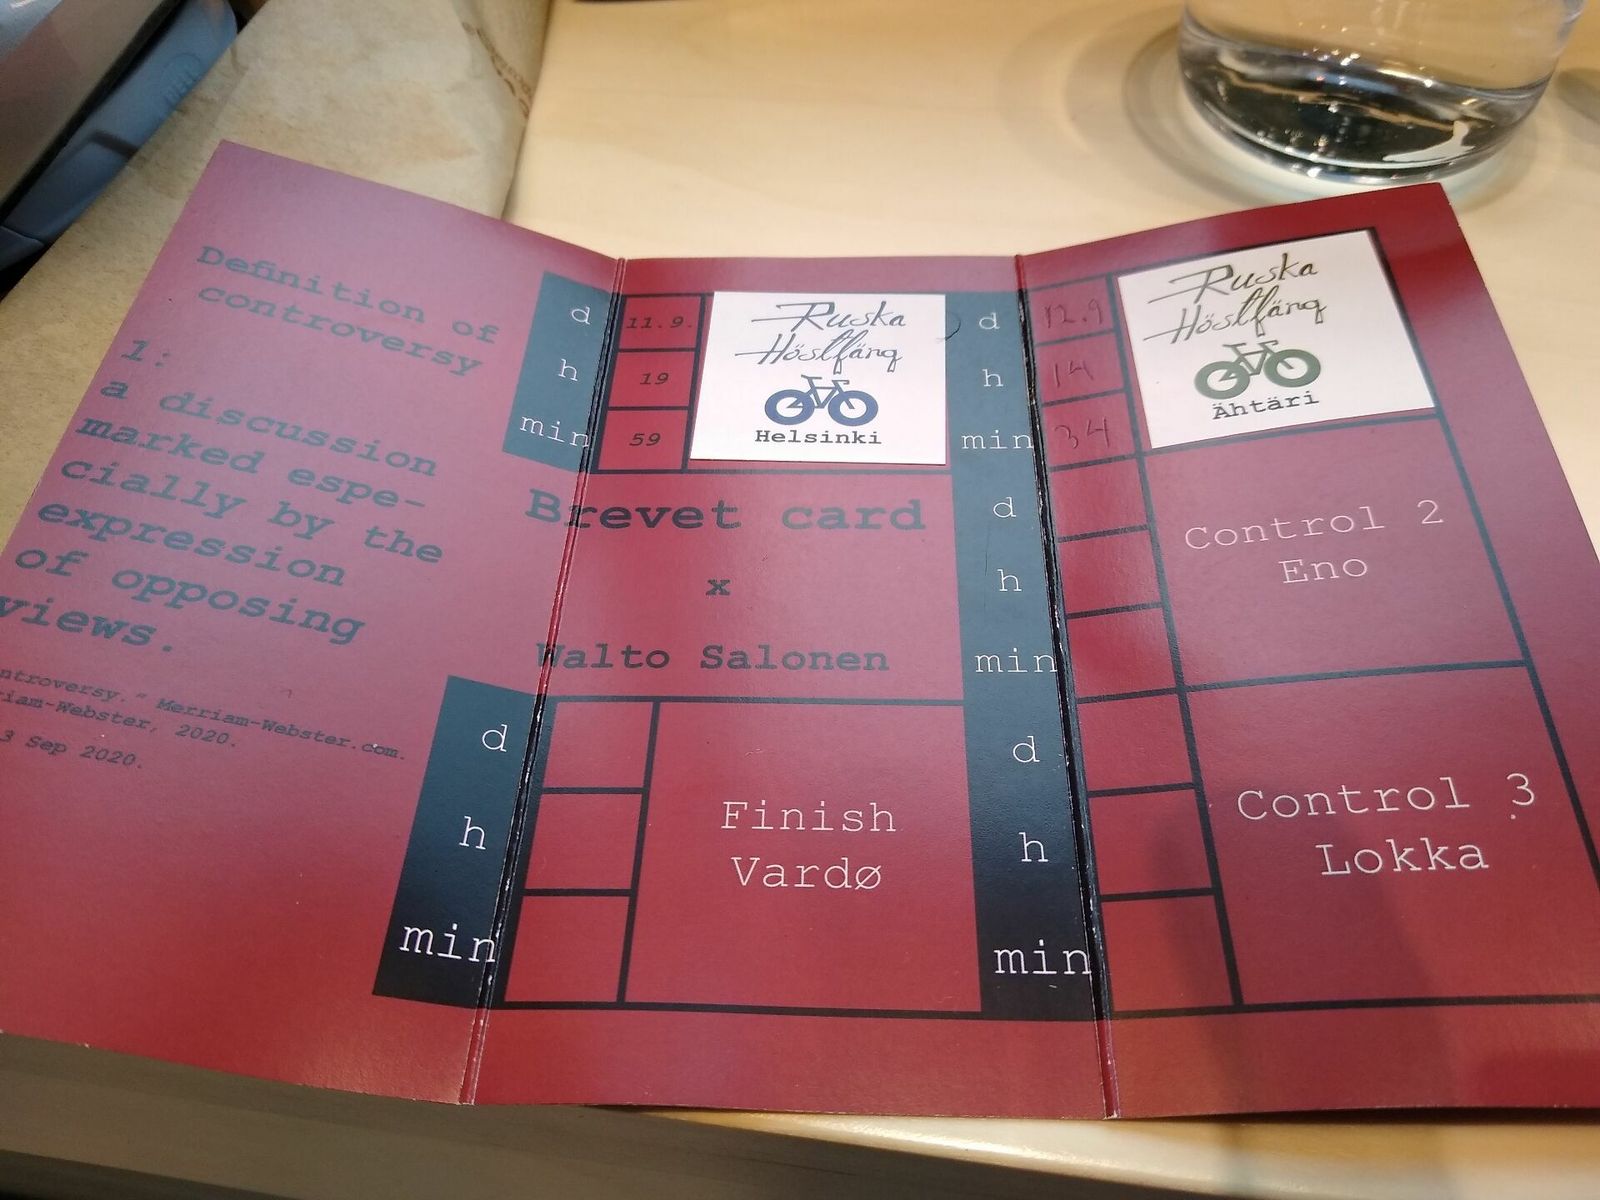 Definition of
controversy
1:
a discussion
marked espe-
cially by the
expression
of opposing
views.
Merriam-Webster.com.
Merriam-Webster, 2020.
3 Sep 2020.
d
h
min
11.9.
19
59
Ruska
Höstfärg
Helsinki
Brevet card
x
Walto Salonen
d
h
min
Finish
Vardø
d
h
min
12.9
14
34
Ruska
Höstfärg
Ähtäri
d
h
min
Control 2
Eno
d
h
min
Control 3
Lokka